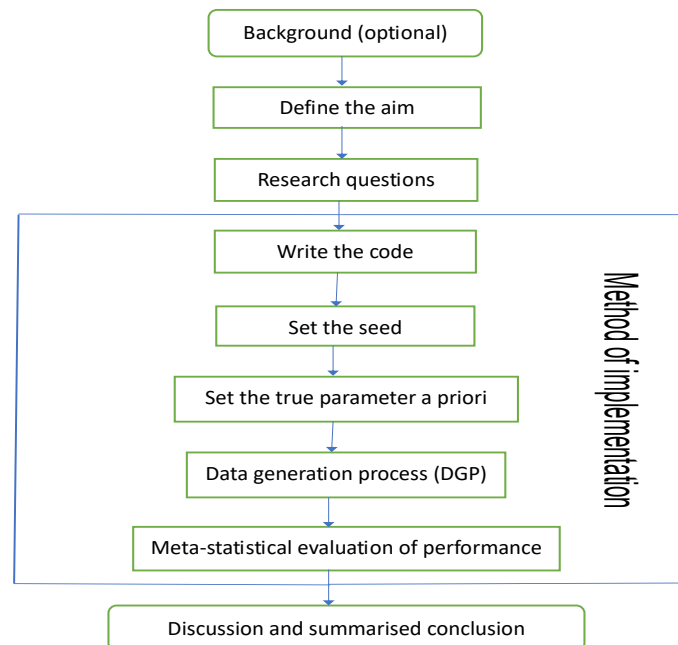 Background (optional)
Define the aim
Research questions
Write the code
Set the seed
Set the true parameter a priori
Data generation process (DGP)
Meta-statistical evaluation of performance
Method of implementation
Discussion and summarised conclusion